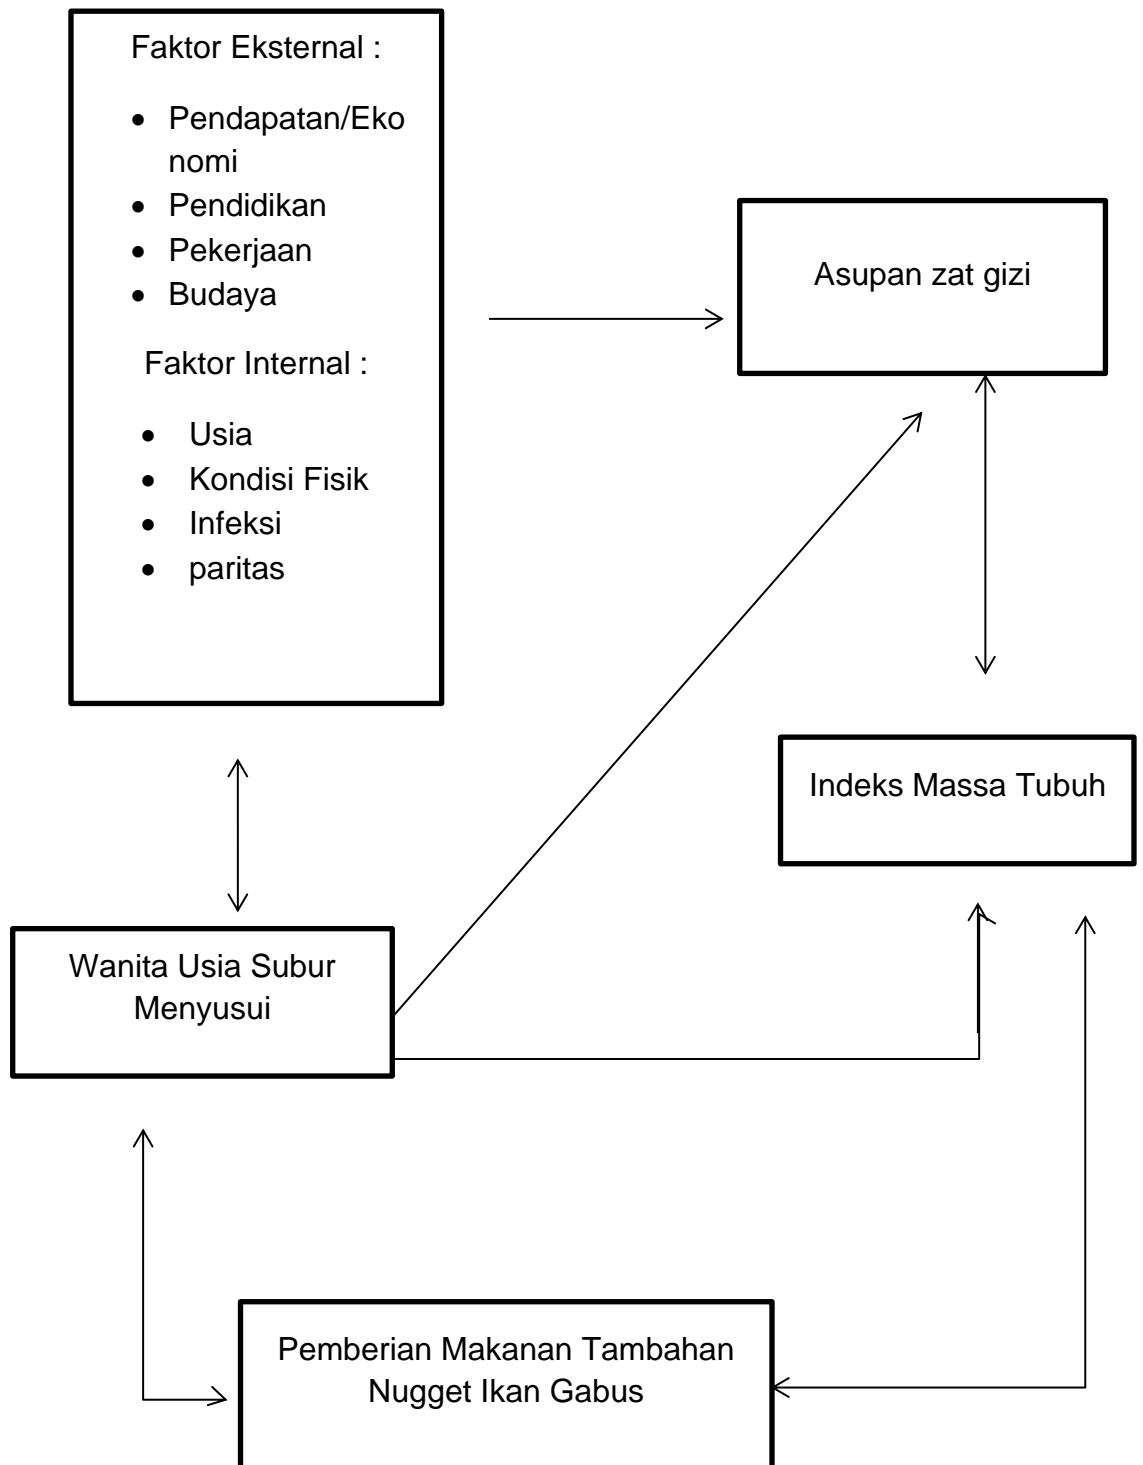 Faktor Eksternal :
• Pendapatan/Eko
nomi
• Pendidikan
• Pekerjaan
• Budaya
Faktor Internal :
• Usia
• Kondisi Fisik
• Infeksi
• paritas
Asupan zat gizi
Indeks Massa Tubuh
Wanita Usia Subur
Menyusui
Pemberian Makanan Tambahan
Nugget Ikan Gabus